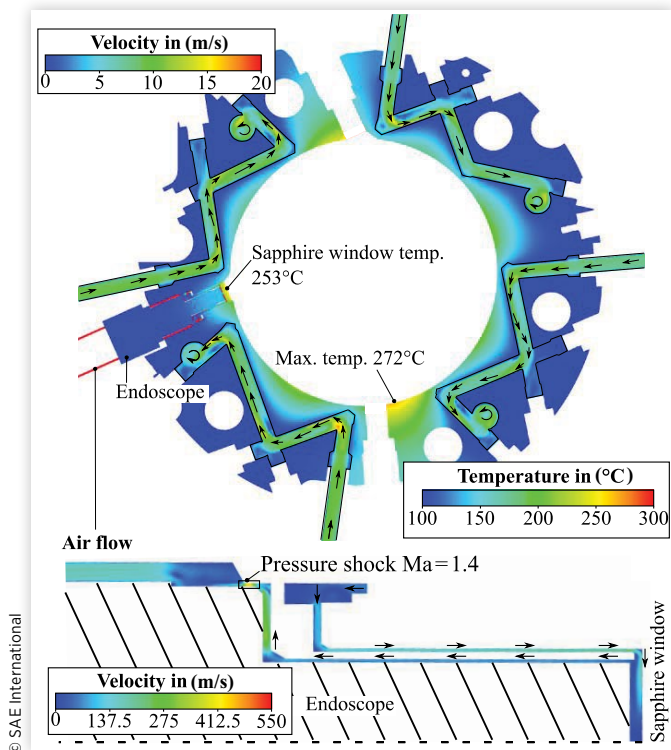 Velocity in (m/s)
0 5 10 15 20
Sapphire window temp.
253°C
Max. temp. 272°C
Endoscope
Temperature in (°C)
100 150 200 250 300
Air flow
Pressure shock Ma=1.4
Velocity in (m/s)
0 137.5 275 412.5 550
Endoscope
Sapphire window
© SAE International